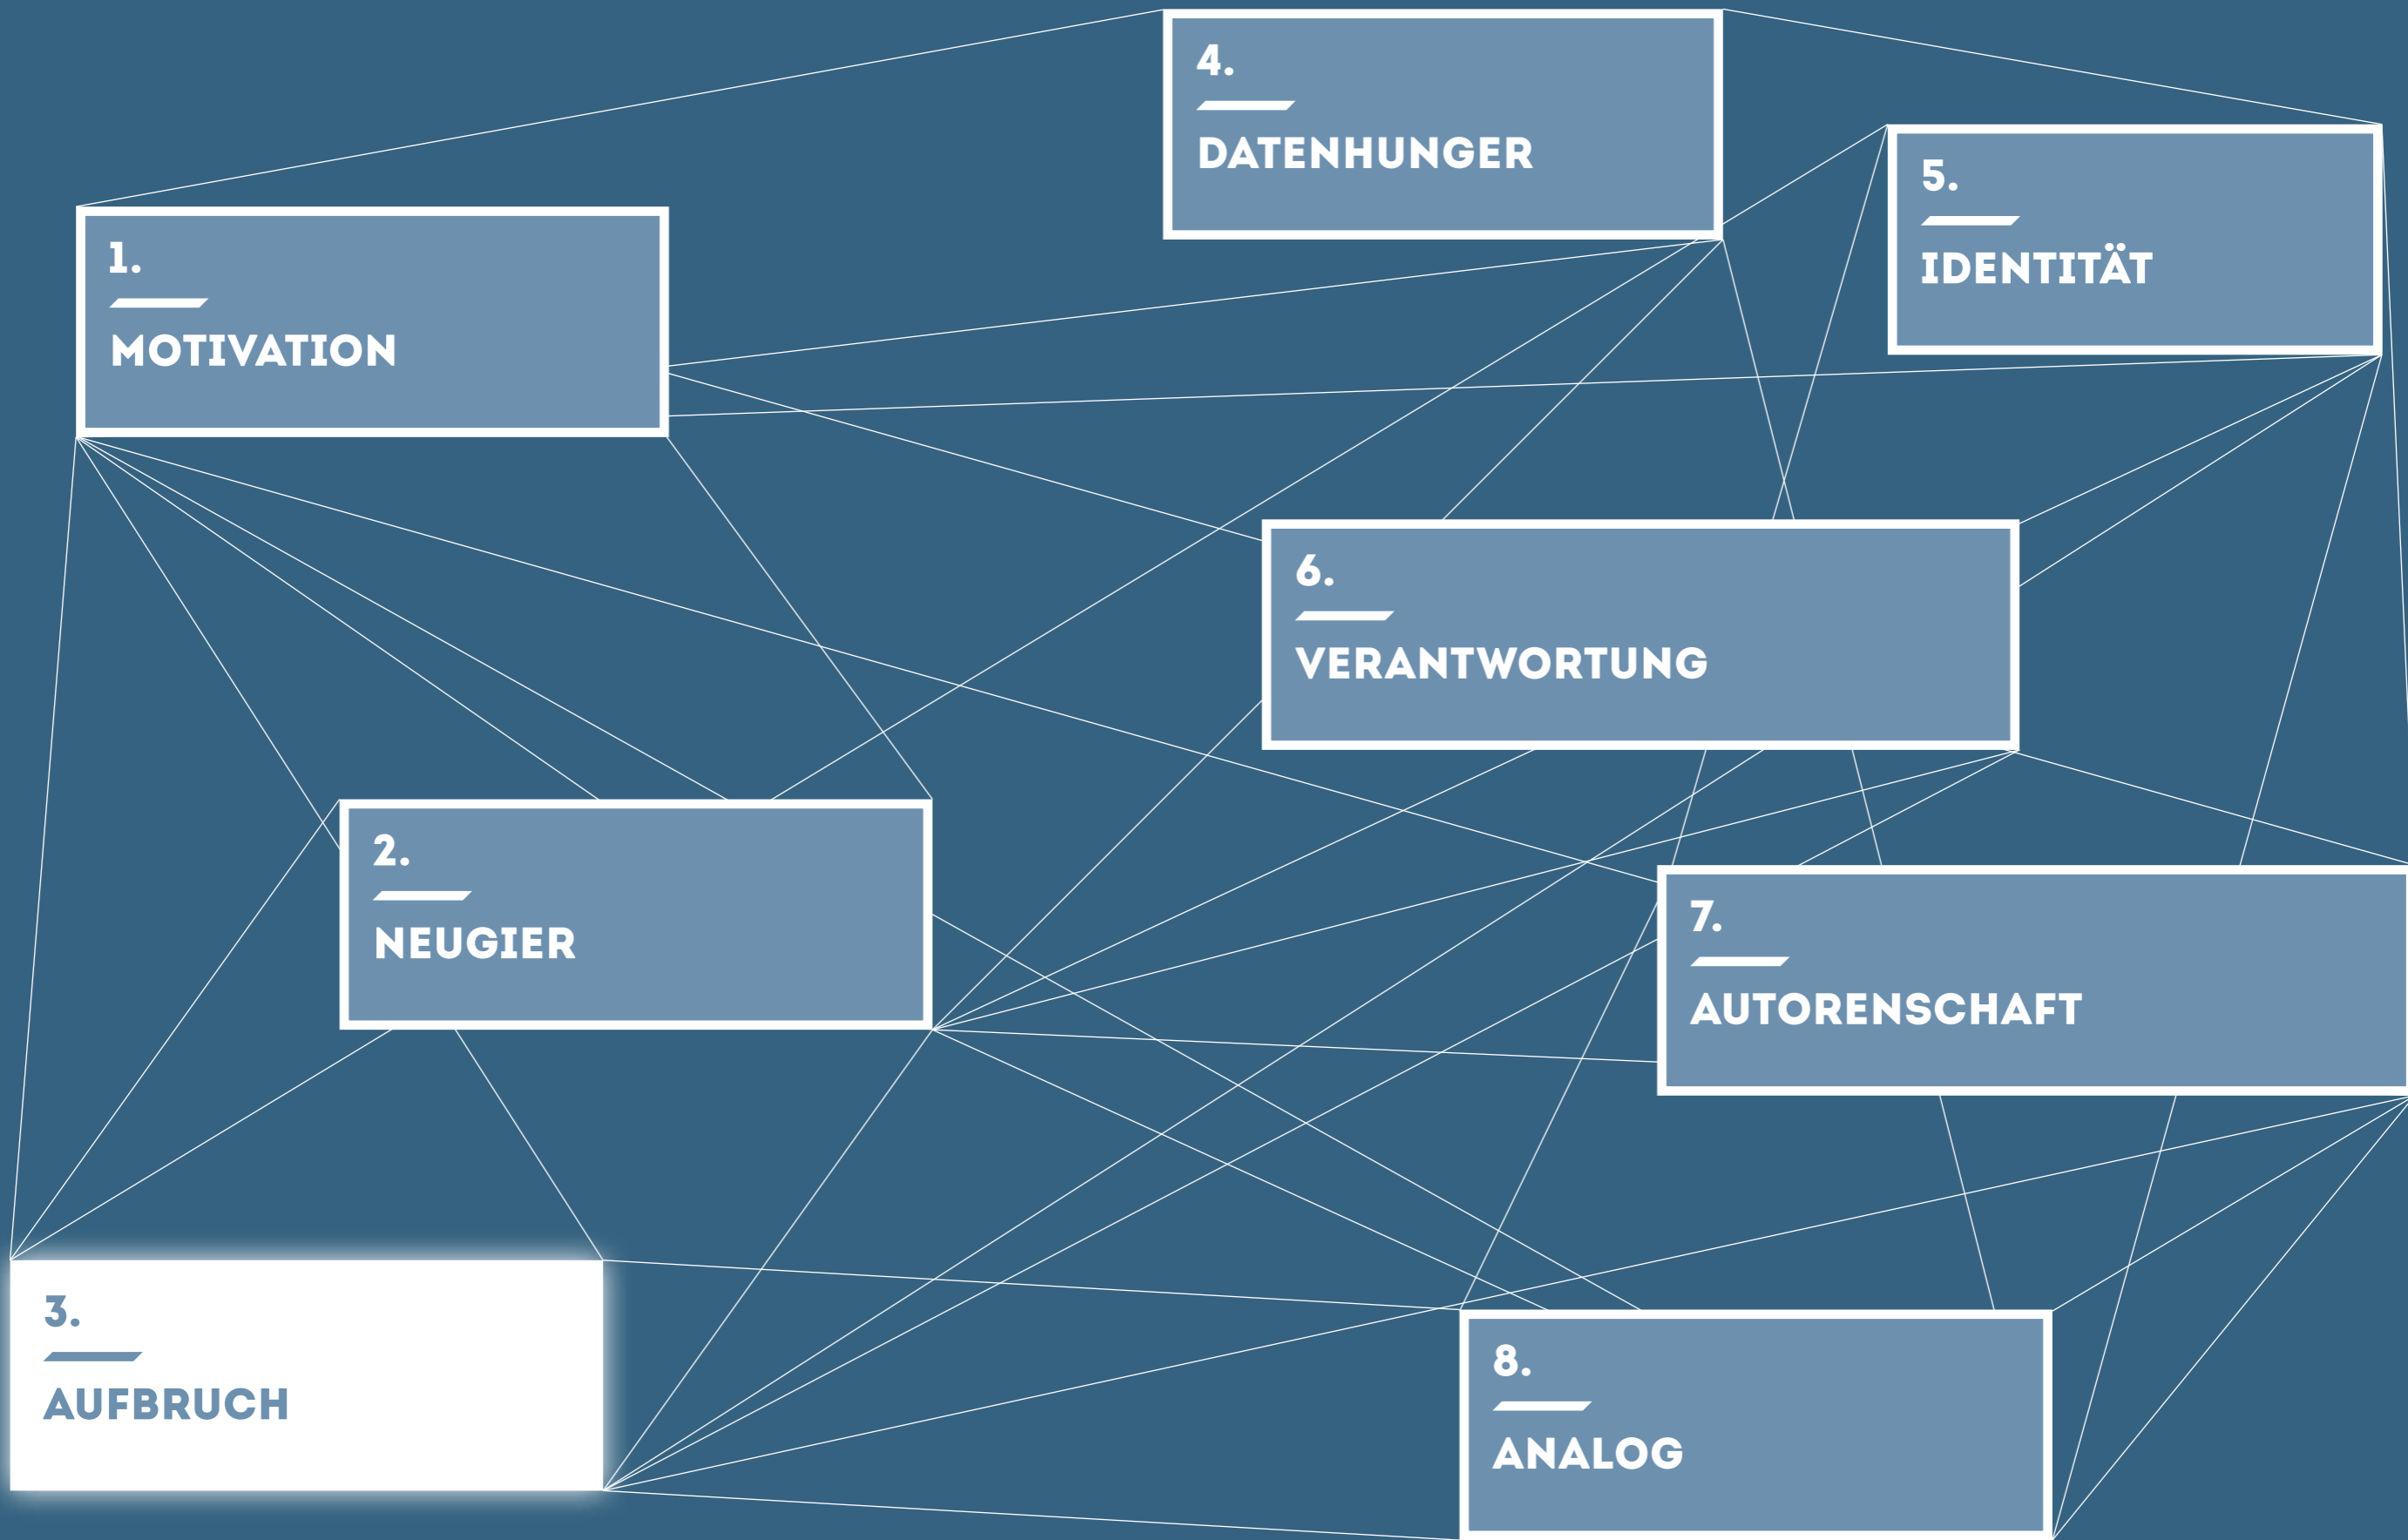 1.
MOTIVATION
2.
NEUGIER
3.
AUFBRUCH
4.
DATENHUNGER
5.
IDENTITÄT
6.
VERANTWORTUNG
7.
AUTORENSCHAFT
8.
ANALOG